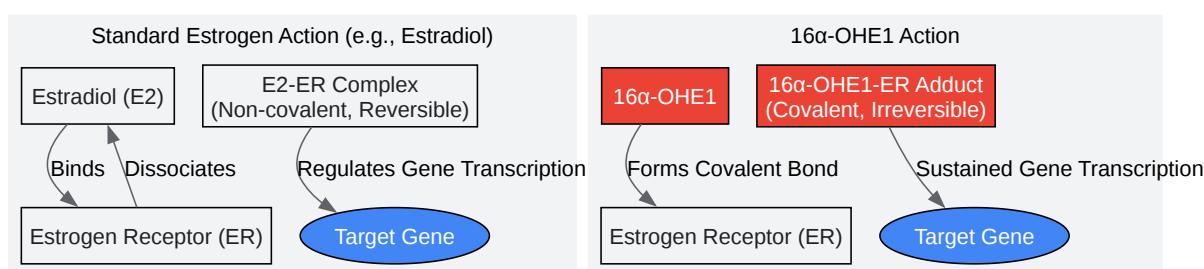 Standard Estrogen Action (e.g., Estradiol)
Estradiol (E2)
E2-ER Complex
(Non-covalent, Reversible)
Binds
Dissociates
Regulates Gene Transcription
Estrogen Receptor (ER)
Target Gene
16α-OHE1 Action
16α-OHE1
16α-OHE1-ER Adduct
(Covalent, Irreversible)
Forms Covalent Bond
Sustained Gene Transcription
Estrogen Receptor (ER)
Target Gene